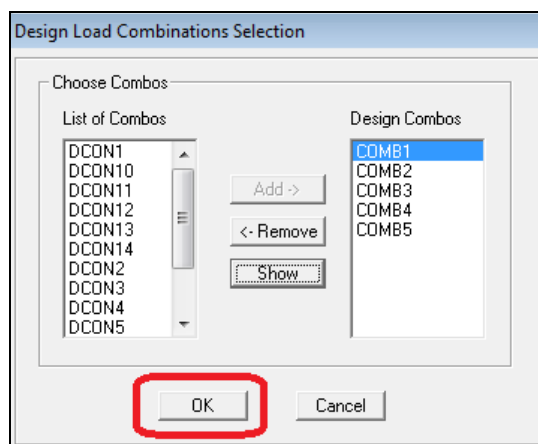 Design Load Combinations Selection
Choose Combos
List of Combos
DCON1
DCON10
DCON11
DCON12
DCON13
DCON14
DCON2
DCON3
DCON4
DCON5
Add ->
<- Remove
Show
Design Combos
COMB1
COMB2
COMB3
COMB4
COMB5
OK
Cancel